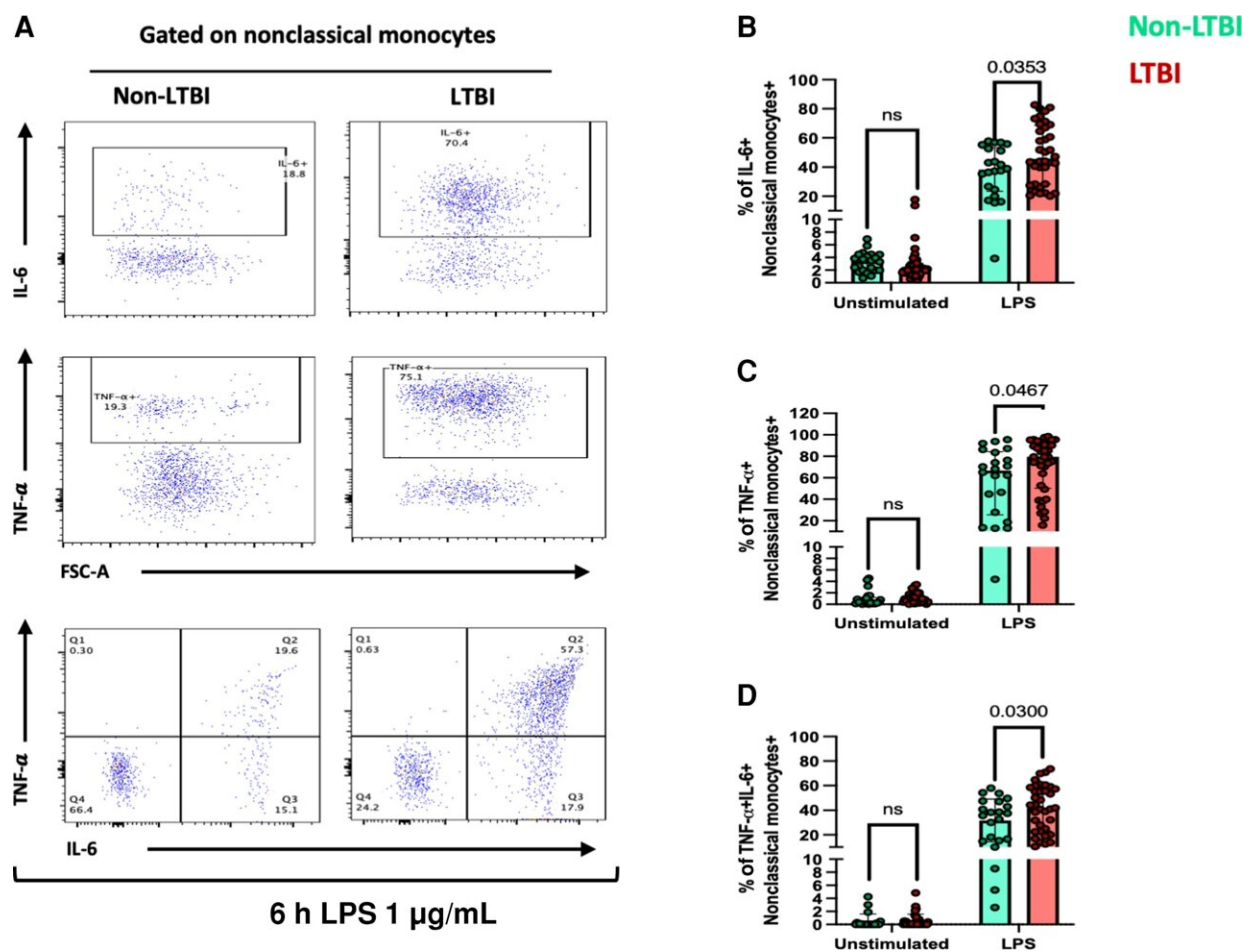 A
Gated on nonclassical monocytes
Non-LTBI
LTBI
IL-6
IL-6+
18.8
IL-6+
70.4
TNF-α
TNF-α+
19.3
TNF-α+
75.1
FSC-A
TNF-α
Q1
0.30
Q2
19.6
Q4
66.4
Q3
15.1
Q1
0.63
Q2
57.3
Q4
24.2
Q3
17.9
IL-6
6 h LPS 1 µg/mL
B
Non-LTBI
LTBI
% of IL-6+
Nonclassical monocytes+
100
80
60
40
20
10
8
6
4
2
0
ns
0.0353
Unstimulated
LPS
C
% of TNF-α+
Nonclassical monocytes+
120
100
80
60
40
20
10
8
6
4
2
0
ns
0.0467
Unstimulated
LPS
D
% of TNF-α+IL-6+
Nonclassical monocytes+
100
80
60
40
20
10
8
6
4
2
0
ns
0.0300
Unstimulated
LPS